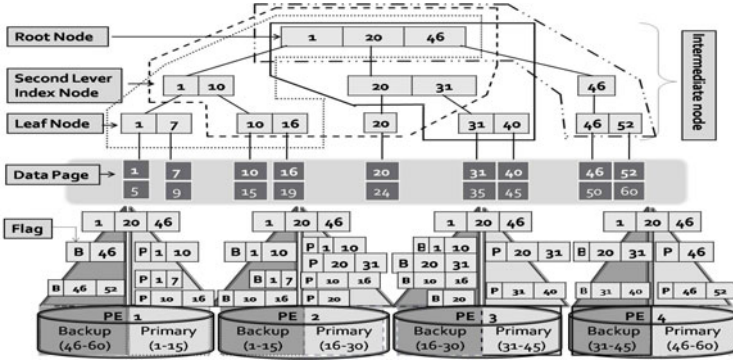 Root Node
1 20 46
Second Lever
Index Node
1 10
20 31
46
Intermediate node
Leaf Node
1 7
10 16
20
31 40
46 52
Data Page
1 7 10 16 20 31 40 46 52
5 9 15 19 24 35 45 50 60
Flag
1 20 46
B 46
P 1 10
P 1 7
B 46 52
P 10 16
PE 1
Backup Primary
(46-60) (1-15)
1 20 46
B 1 10
P 1 10
P 20 31
B 1 7
P 10 16
B 10 16
P 20
PE 2
Backup Primary
(1-15) (16-30)
1 20 46
B 1 10
B 20 31
P 20 31
B 10 16
P 31 40
B 20
PE 3
Backup Primary
(16-30) (31-45)
1 20 46
B 20 31
P 46
B 31 40
P 46 52
PE 4
Backup Primary
(31-45) (46-60)